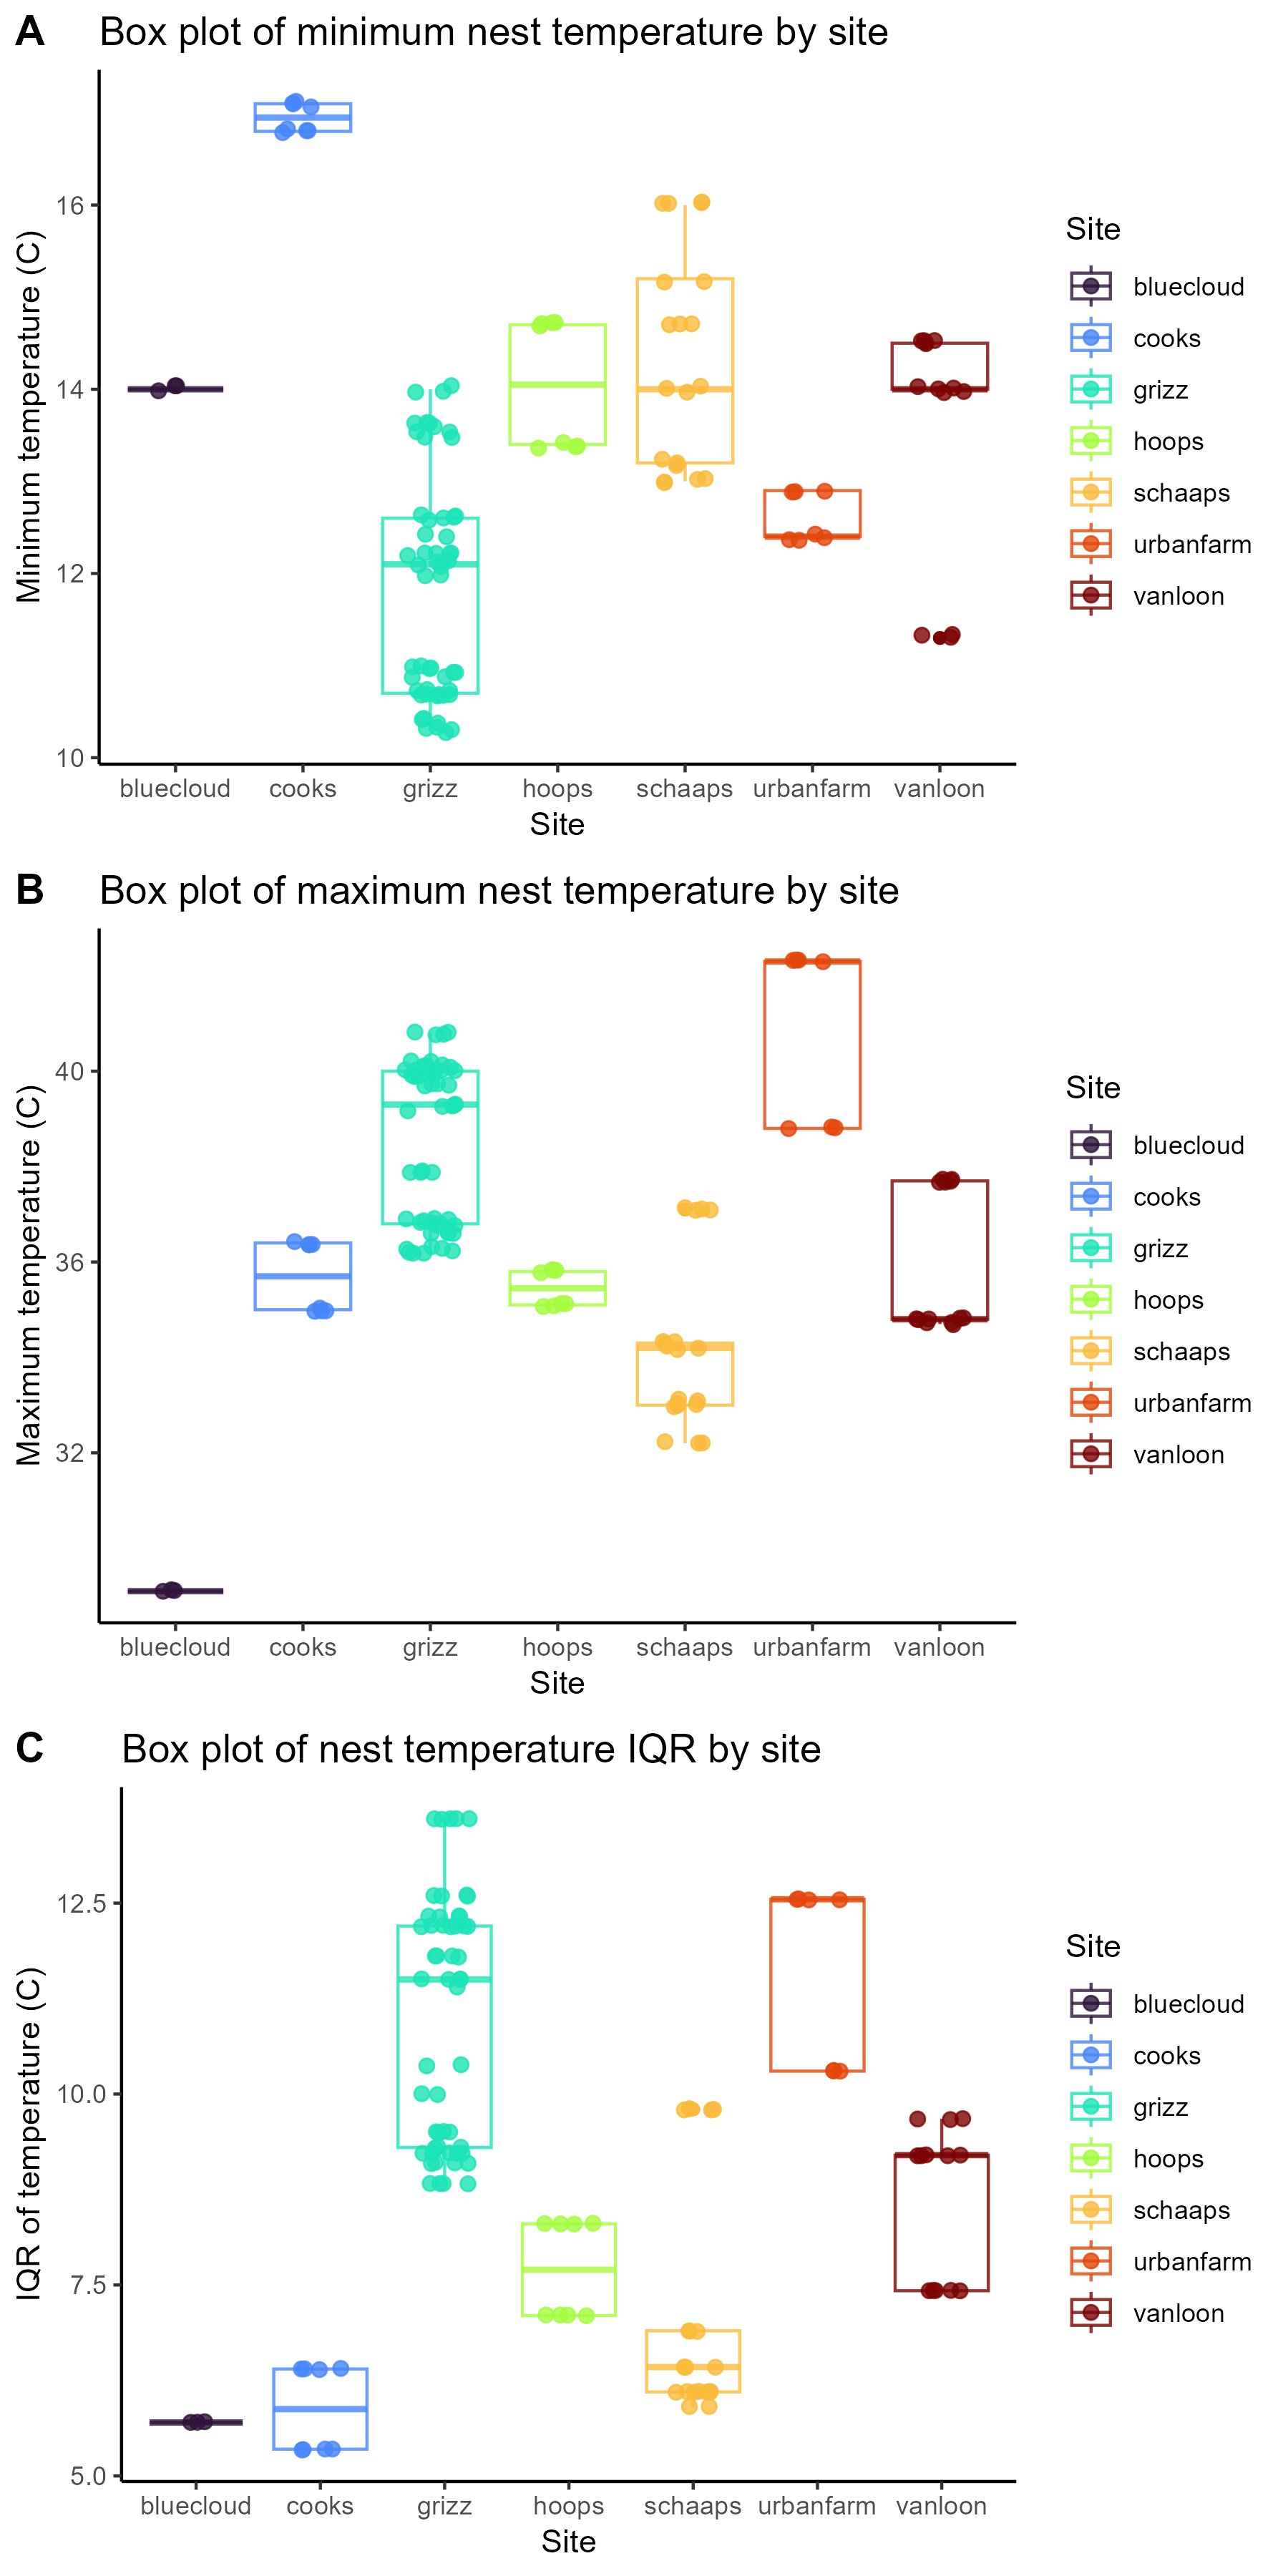 A Box plot of minimum nest temperature by site
Minimum temperature (C)
16
14
12
10
bluecloud cooks grizz hoops schaaps urbanfarm vanloon
Site
Site
bluecloud
cooks
grizz
hoops
schaaps
urbanfarm
vanloon
B Box plot of maximum nest temperature by site
Maximum temperature (C)
40
36
32
bluecloud cooks grizz hoops schaaps urbanfarm vanloon
Site
Site
bluecloud
cooks
grizz
hoops
schaaps
urbanfarm
vanloon
C Box plot of nest temperature IQR by site
IQR of temperature (C)
12.5
10.0
7.5
5.0
bluecloud cooks grizz hoops schaaps urbanfarm vanloon
Site
Site
bluecloud
cooks
grizz
hoops
schaaps
urbanfarm
vanloon